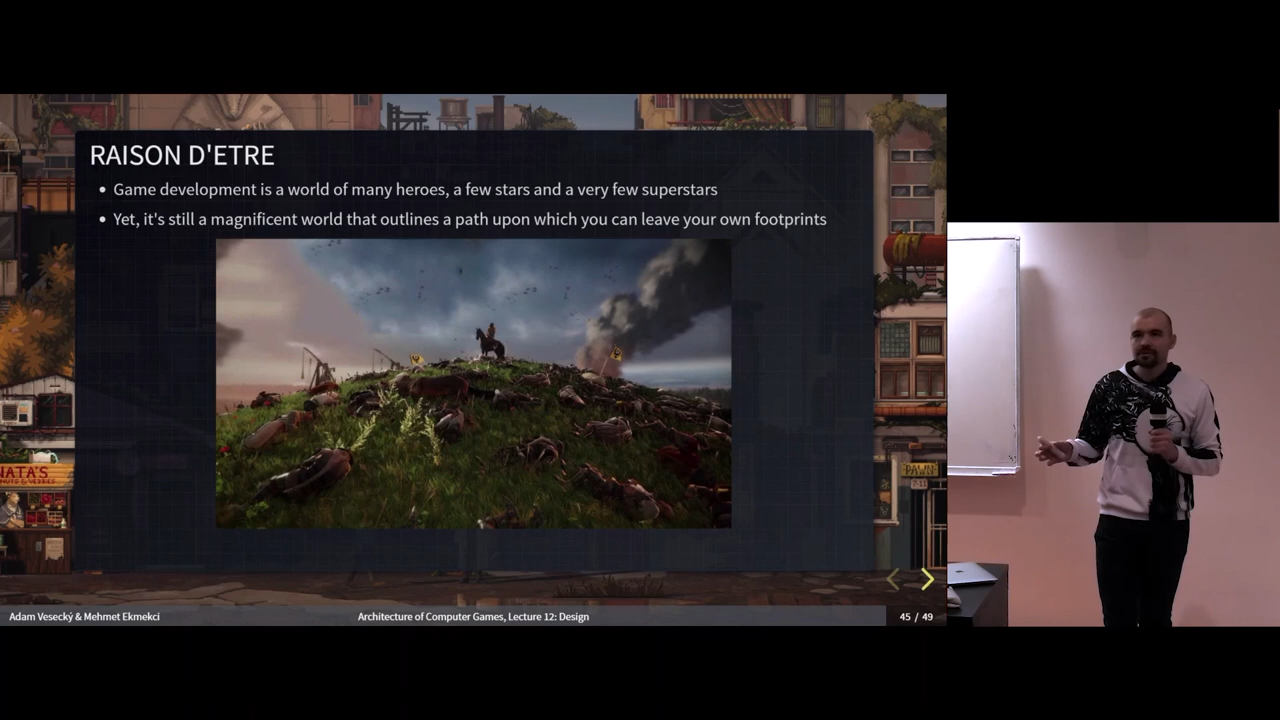 RAISON D'ETRE
Game development is a world of many heroes, a few stars and a very few superstars
Yet, it's still a magnificent world that outlines a path upon which you can leave your own footprints
NATA'S
PAWN
Adam Vesecký & Mehmet Ekmekci
Architecture of Computer Games, Lecture 12: Design
45 / 49